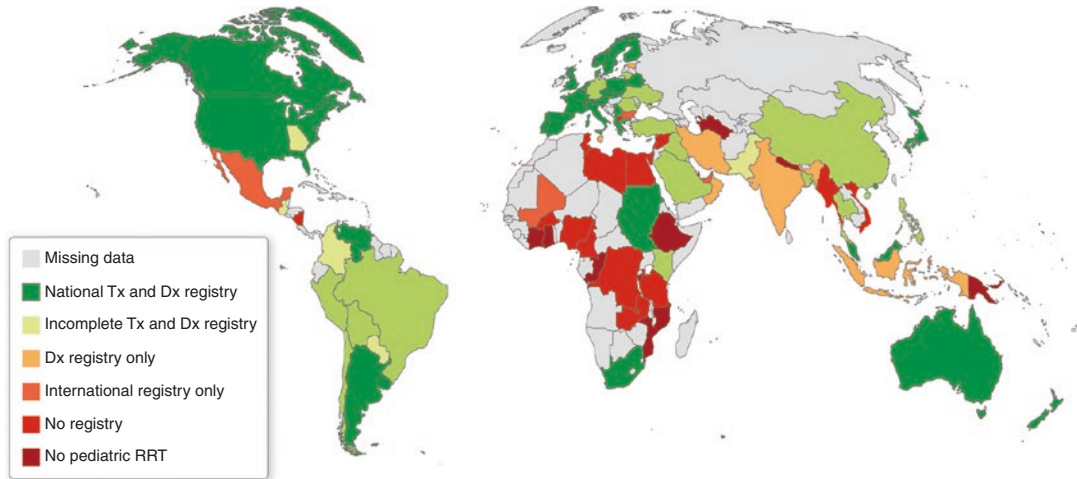 Missing data
National Tx and Dx registry
Incomplete Tx and Dx registry
Dx registry only
International registry only
No registry
No pediatric RRT